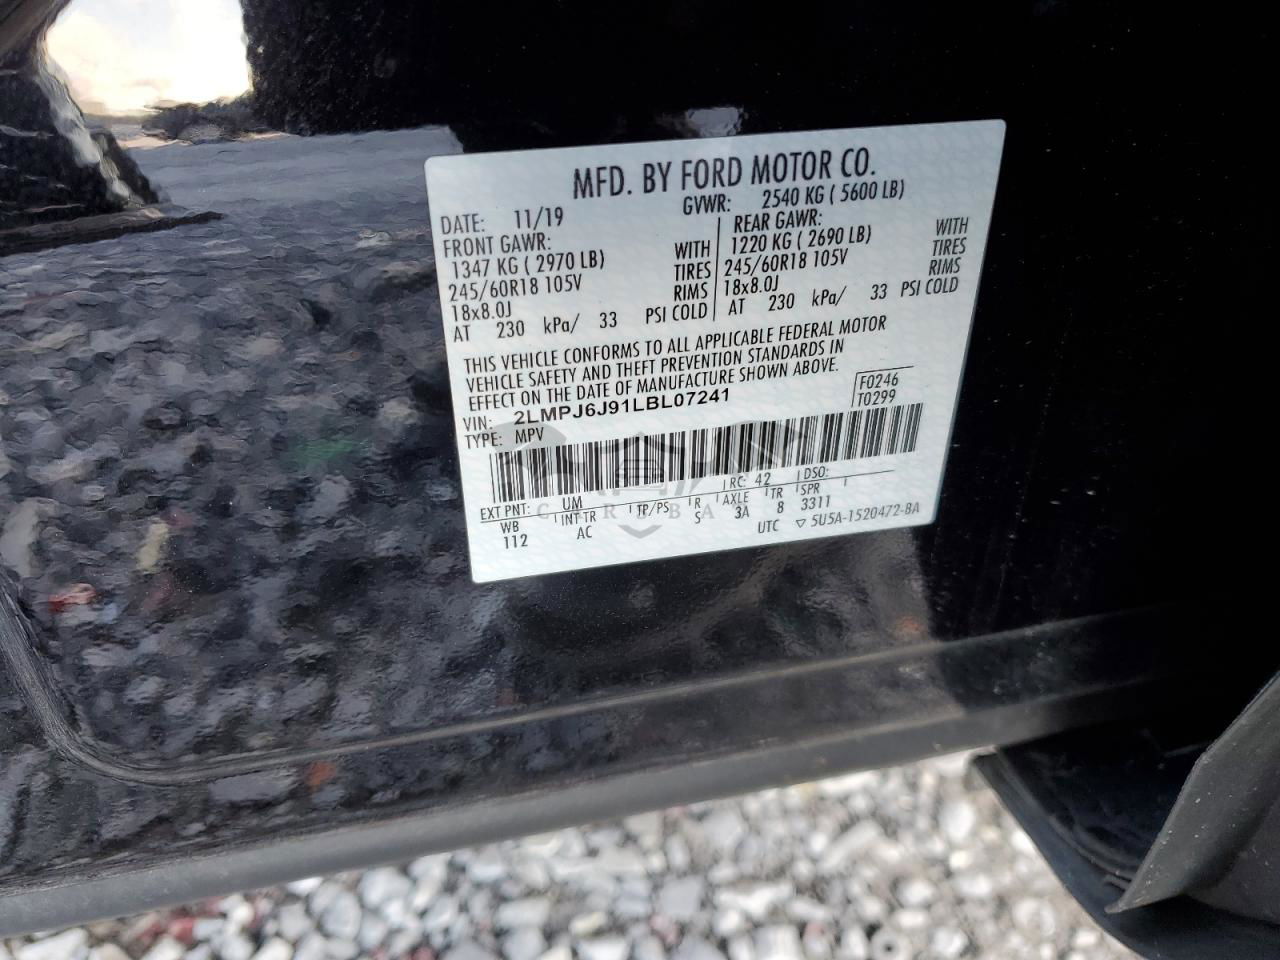 MFD. BY FORD MOTOR CO.
DATE: 11/19 GVWR: 2540 KG ( 5600 LB)
FRONT GAWR: REAR GAWR:
1347 KG ( 2970 LB) WITH 1220 KG ( 2690 LB) WITH
245/60R18 105V TIRES 245/60R18 105V TIRES
18x8.0J RIMS 18x8.0J RIMS
AT 230 kPa/ 33 PSI COLD AT 230 kPa/ 33 PSI COLD
THIS VEHICLE CONFORMS TO ALL APPLICABLE FEDERAL MOTOR
VEHICLE SAFETY AND THEFT PREVENTION STANDARDS IN
EFFECT ON THE DATE OF MANUFACTURE SHOWN ABOVE.
VIN: 2LMPJ6J91LBL07241 F0246
TYPE: MPV T0299
EXT PNT: UM RC: 42 DSO:
WB INT TR TP/PS R AXLE TR SPR
112 AC S 3A 8 3311
UTC ▽ 5U5A-1520472-BA